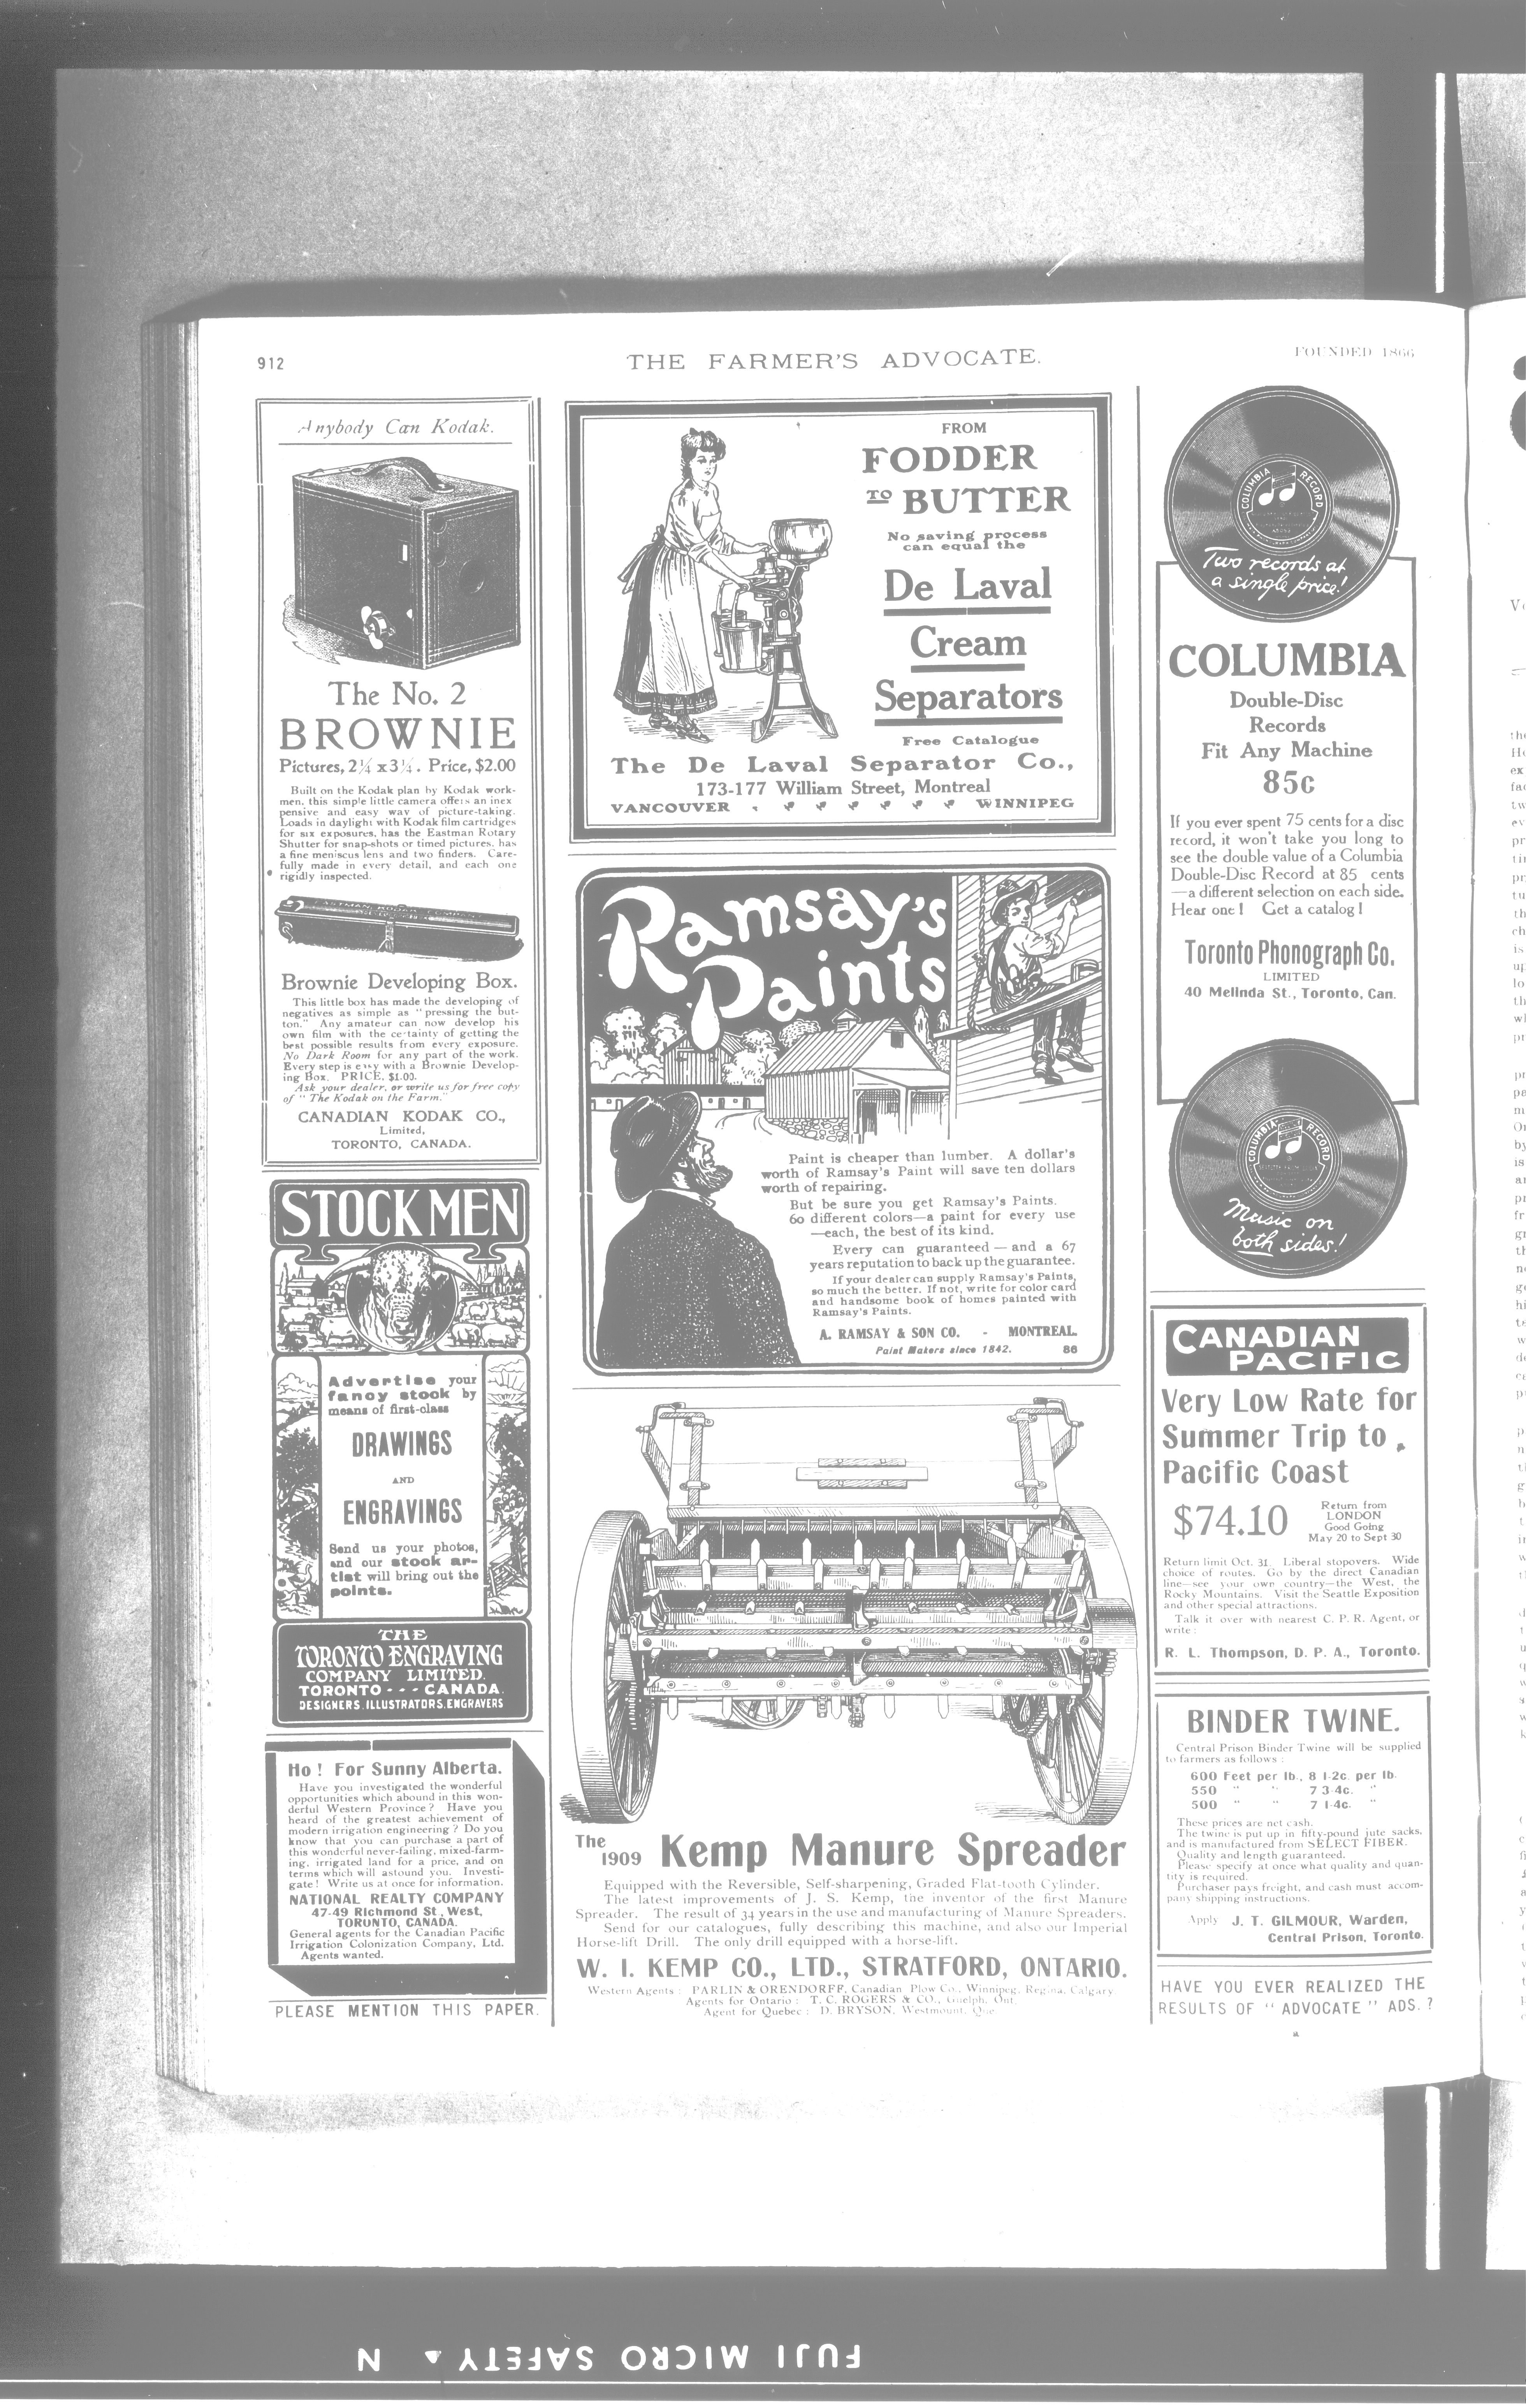 912
THE FARMER'S ADVOCATE.
FOUNDED 1866
Anybody Can Kodak.
The No. 2
BROWNIE
Pictures, 2¼ x 3¼. Price, $2.00
Built on the Kodak plan by Kodak work-
men, this simple little camera offers an inex
pensive and easy way of picture-taking.
Loads in daylight with Kodak film cartridges
for six exposures, has the Eastman Rotary
Shutter for snap-shots or timed pictures, has
a fine meniscus lens and two finders. Care-
fully made in every detail, and each one
rigidly inspected.
Brownie Developing Box.
This little box has made the developing of
negatives as simple as "pressing the but-
ton." Any amateur can now develop his
own film with the certainty of getting the
best possible results from every exposure.
No Dark Room for any part of the work.
Every step is easy with a Brownie Develop-
ing Box. PRICE, $1.00.
Ask your dealer, or write us for free copy
of "The Kodak on the Farm."
CANADIAN KODAK CO.,
Limited,
TORONTO, CANADA.
STOCKMEN
Advertise your
fancy stock by
means of first-class
DRAWINGS
AND
ENGRAVINGS
Send us your photos,
and our stock ar-
tist will bring out the
points.
THE
TORONTO ENGRAVING
COMPANY LIMITED.
TORONTO - - - CANADA.
DESIGNERS. ILLUSTRATORS. ENGRAVERS
Ho! For Sunny Alberta.
Have you investigated the wonderful
opportunities which abound in this won-
derful Western Province? Have you
heard of the greatest achievement of
modern irrigation engineering? Do you
know that you can purchase a part of
this wonderful never-failing, mixed-farm-
ing, irrigated land for a price, and on
terms which will astound you. Investi-
gate! Write us at once for information.
NATIONAL REALTY COMPANY
47-49 Richmond St., West,
TORONTO, CANADA.
General agents for the Canadian Pacific
Irrigation Colonization Company, Ltd.
Agents wanted.
PLEASE MENTION THIS PAPER.
FROM
FODDER
TO BUTTER
No saving process
can equal the
De Laval
Cream
Separators
Free Catalogue
The De Laval Separator Co.,
173-177 William Street, Montreal
VANCOUVER WINNIPEG
Ramsay's
Paints
Paint is cheaper than lumber. A dollar's
worth of Ramsay's Paint will save ten dollars
worth of repairing.
But be sure you get Ramsay's Paints.
60 different colors—a paint for every use
—each, the best of its kind.
Every can guaranteed—and a 67
years reputation to back up the guarantee.
If your dealer can supply Ramsay's Paints,
so much the better. If not, write for color card
and handsome book of homes painted with
Ramsay's Paints.
A. RAMSAY & SON CO. - MONTREAL.
Paint Makers since 1842. 86
The 1909 Kemp Manure Spreader
Equipped with the Reversible, Self-sharpening, Graded Flat-tooth Cylinder.
The latest improvements of J. S. Kemp, the inventor of the first Manure
Spreader. The result of 34 years in the use and manufacturing of Manure Spreaders.
Send for our catalogues, fully describing this machine, and also our Imperial
Horse-lift Drill. The only drill equipped with a horse-lift.
W. I. KEMP CO., LTD., STRATFORD, ONTARIO.
Western Agents: PARLIN & ORENDORFF, Canadian Plow Co., Winnipeg, Regina, Calgary.
Agents for Ontario: T. C. ROGERS & CO., Guelph, Ont.
Agent for Quebec: D. BRYSON, Westmount, Que
COLUMBIA RECORD
Two records at
a single price!
COLUMBIA
Double-Disc
Records
Fit Any Machine
85c
If you ever spent 75 cents for a disc
record, it won't take you long to
see the double value of a Columbia
Double-Disc Record at 85 cents
—a different selection on each side.
Hear one! Get a catalog!
Toronto Phonograph Co.
LIMITED
40 Melinda St., Toronto, Can.
COLUMBIA RECORD
Music on
both sides!
CANADIAN
PACIFIC
Very Low Rate for
Summer Trip to
Pacific Coast
$74.10
Return from
LONDON
Good Going
May 20 to Sept 30
Return limit Oct. 31. Liberal stopovers. Wide
choice of routes. Go by the direct Canadian
line—see your own country—the West, the
Rocky Mountains. Visit the Seattle Exposition
and other special attractions.
Talk it over with nearest C. P. R. Agent, or
write:
R. L. Thompson, D. P. A., Toronto.
BINDER TWINE.
Central Prison Binder Twine will be supplied
to farmers as follows:
600 Feet per lb., 8 1-2c. per lb.
550 " " 7 3-4c. "
500 " " 7 1-4c. "
These prices are net cash.
The twine is put up in fifty-pound jute sacks,
and is manufactured from SELECT FIBER.
Quality and length guaranteed.
Please specify at once what quality and quan-
tity is required.
Purchaser pays freight, and cash must accom-
pany shipping instructions.
Apply J. T. GILMOUR, Warden,
Central Prison, Toronto.
HAVE YOU EVER REALIZED THE
RESULTS OF "ADVOCATE" ADS.?
FUJI MICRO SAFETY N